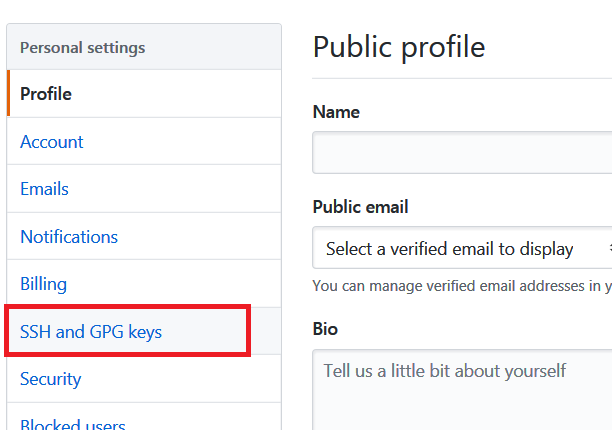 Personal settings
Profile
Account
Emails
Notifications
Billing
SSH and GPG keys
Security
Blocked users
Public profile
Name
Public email
Select a verified email to display
You can manage verified email addresses in y
Bio
Tell us a little bit about yourself